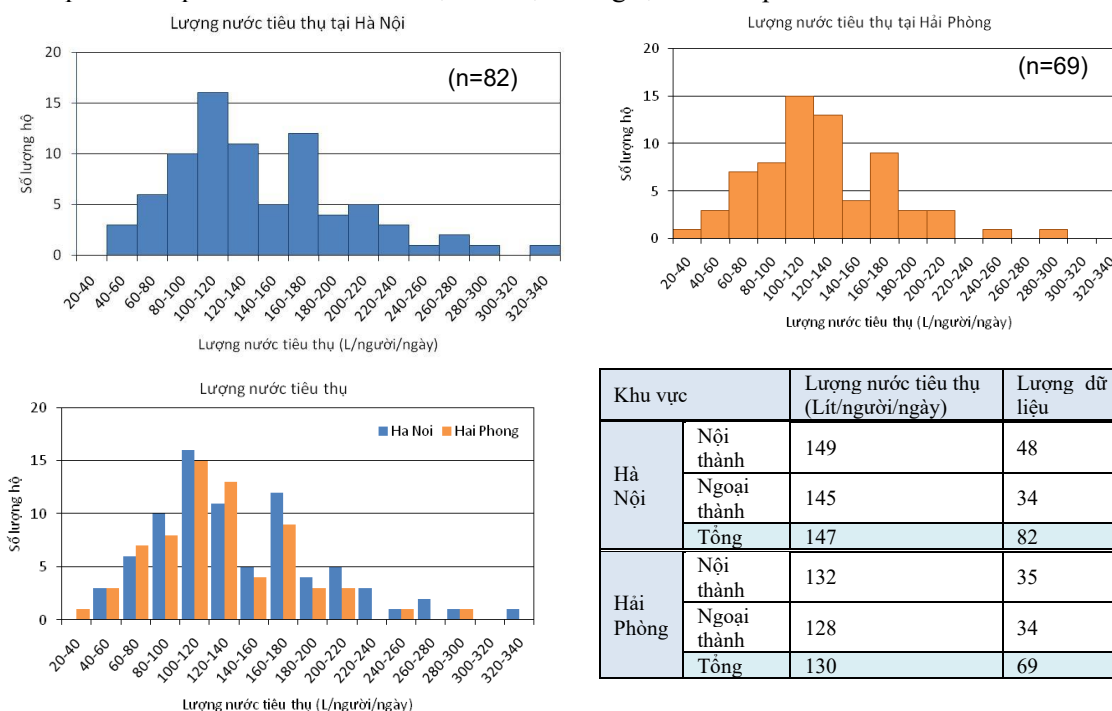 Lượng nước tiêu thụ tại Hà Nội
(n=82)
Số lượng hộ
20
15
10
5
0
20-40
40-60
60-80
80-100
100-120
120-140
140-160
160-180
180-200
200-220
220-240
240-260
260-280
280-300
300-320
320-340
Lượng nước tiêu thụ (L/người/ngày)
Lượng nước tiêu thụ tại Hải Phòng
(n=69)
Số lượng hộ
20
15
10
5
0
20-40
40-60
60-80
80-100
100-120
120-140
140-160
160-180
180-200
200-220
220-240
240-260
260-280
280-300
300-320
320-340
Lượng nước tiêu thụ (L/người/ngày)
Lượng nước tiêu thụ
Ha Noi Hai Phong
Số lượng hộ
20
15
10
5
0
20-40
40-60
60-80
80-100
100-120
120-140
140-160
160-180
180-200
200-220
220-240
240-260
260-280
280-300
300-320
320-340
Lượng nước tiêu thụ (L/người/ngày)
Khu vực
Lượng nước tiêu thụ
(Lít/người/ngày)
Lượng dữ
liệu
Hà
Nội
Nội
thành
149
48
Ngoại
thành
145
34
Tổng
147
82
Hải
Phòng
Nội
thành
132
35
Ngoại
thành
128
34
Tổng
130
69